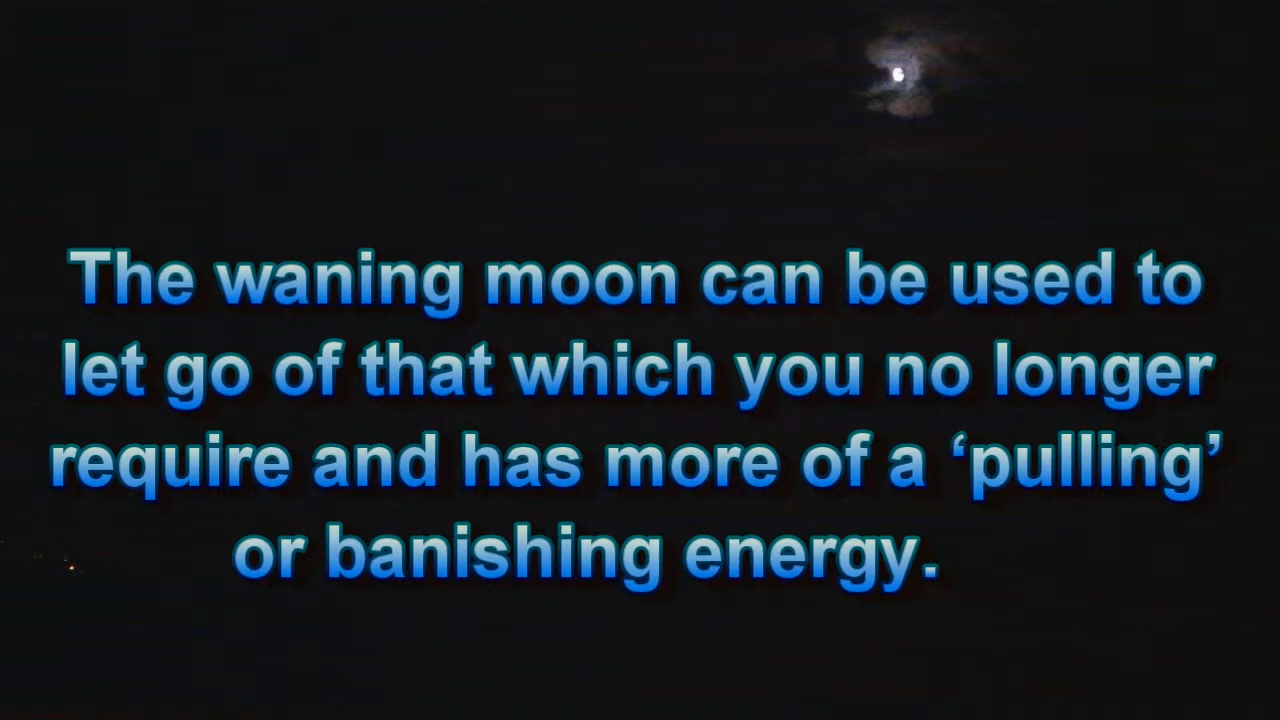 The waning moon can be used to
let go of that which you no longer
require and has more of a ‘pulling’
or banishing energy.